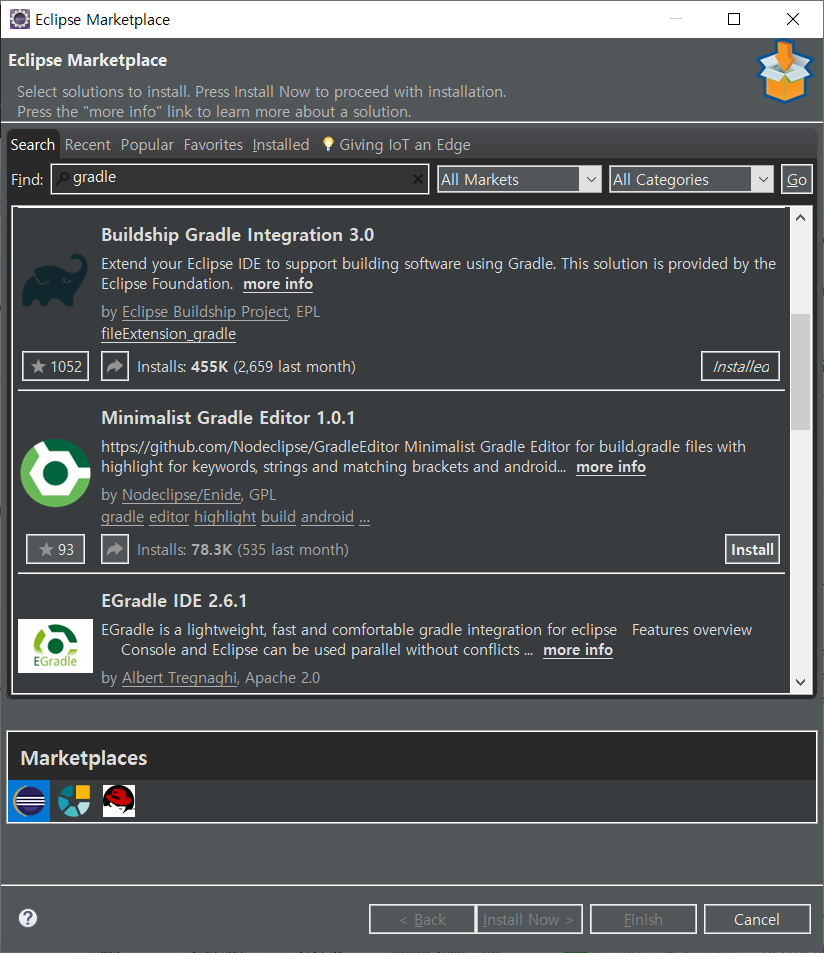 Eclipse Marketplace
Eclipse Marketplace
Select solutions to install. Press Install Now to proceed with installation.
Press the "more info" link to learn more about a solution.
Search Recent Popular Favorites Installed Giving IoT an Edge
Find: gradle All Markets All Categories Go
Buildship Gradle Integration 3.0
Extend your Eclipse IDE to support building software using Gradle. This solution is provided by the
Eclipse Foundation. more info
by Eclipse Buildship Project, EPL
fileExtension_gradle
1052 Installs: 455K (2,659 last month) Installed
Minimalist Gradle Editor 1.0.1
https://github.com/Nodeclipse/GradleEditor Minimalist Gradle Editor for build.gradle files with
highlight for keywords, strings and matching brackets and android... more info
by Nodeclipse/Enide, GPL
gradle editor highlight build android ...
93 Installs: 78.3K (535 last month) Install
EGradle IDE 2.6.1
EGradle is a lightweight, fast and comfortable gradle integration for eclipse Features overview
Console and Eclipse can be used parallel without conflicts ... more info
EGradle
by Albert Tregnaghi, Apache 2.0
Marketplaces
< Back Install Now > Finish Cancel